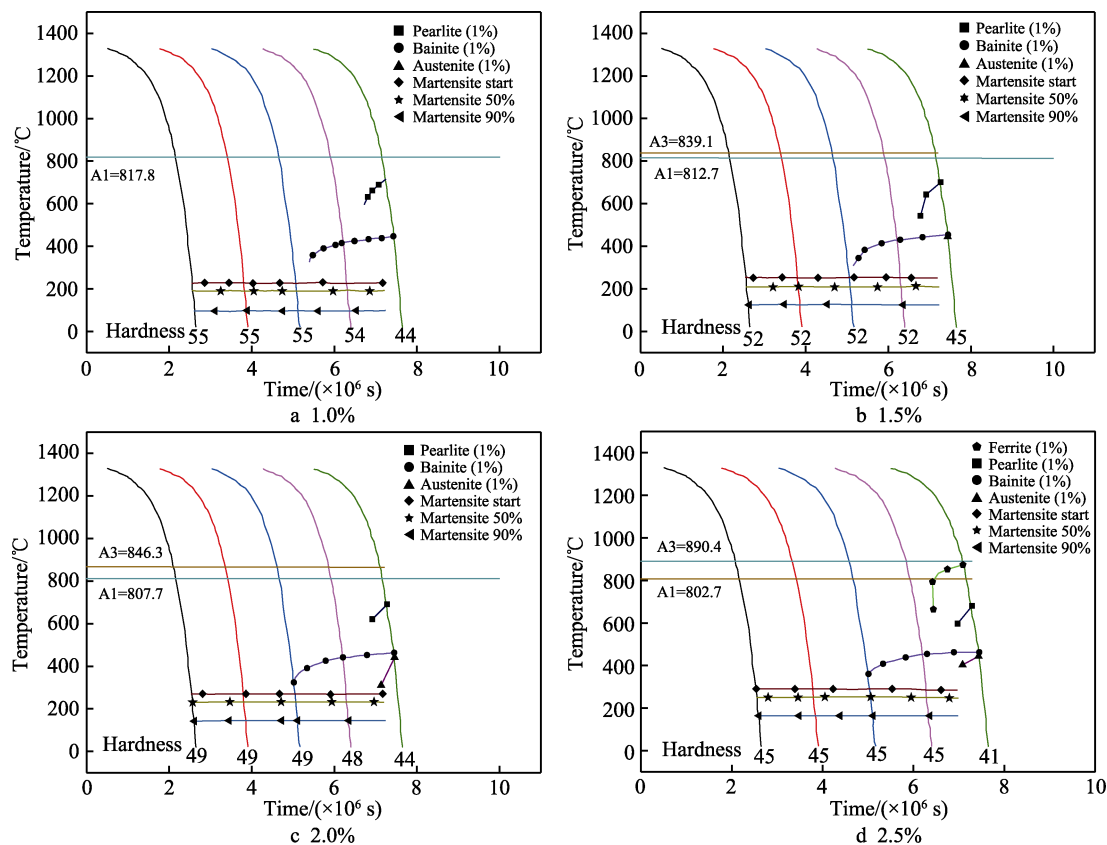 1400
1200
1000
800
600
400
200
0
Temperature/℃
Pearlite (1%)
Bainite (1%)
Austenite (1%)
Martensite start
Martensite 50%
Martensite 90%
A1=817.8
Hardness
55
55
55
54
44
0
2
4
6
8
10
Time/(×10⁶ s)
a 1.0%
1400
1200
1000
800
600
400
200
0
Temperature/℃
Pearlite (1%)
Bainite (1%)
Austenite (1%)
Martensite start
Martensite 50%
Martensite 90%
A3=839.1
A1=812.7
Hardness
52
52
52
52
45
0
2
4
6
8
10
Time/(×10⁶ s)
b 1.5%
1400
1200
1000
800
600
400
200
0
Temperature/℃
Pearlite (1%)
Bainite (1%)
Austenite (1%)
Martensite start
Martensite 50%
Martensite 90%
A3=846.3
A1=807.7
Hardness
49
49
49
48
44
0
2
4
6
8
10
Time/(×10⁶ s)
c 2.0%
1400
1200
1000
800
600
400
200
0
Temperature/℃
Ferrite (1%)
Pearlite (1%)
Bainite (1%)
Austenite (1%)
Martensite start
Martensite 50%
Martensite 90%
A3=890.4
A1=802.7
Hardness
45
45
45
45
41
0
2
4
6
8
10
Time/(×10⁶ s)
d 2.5%